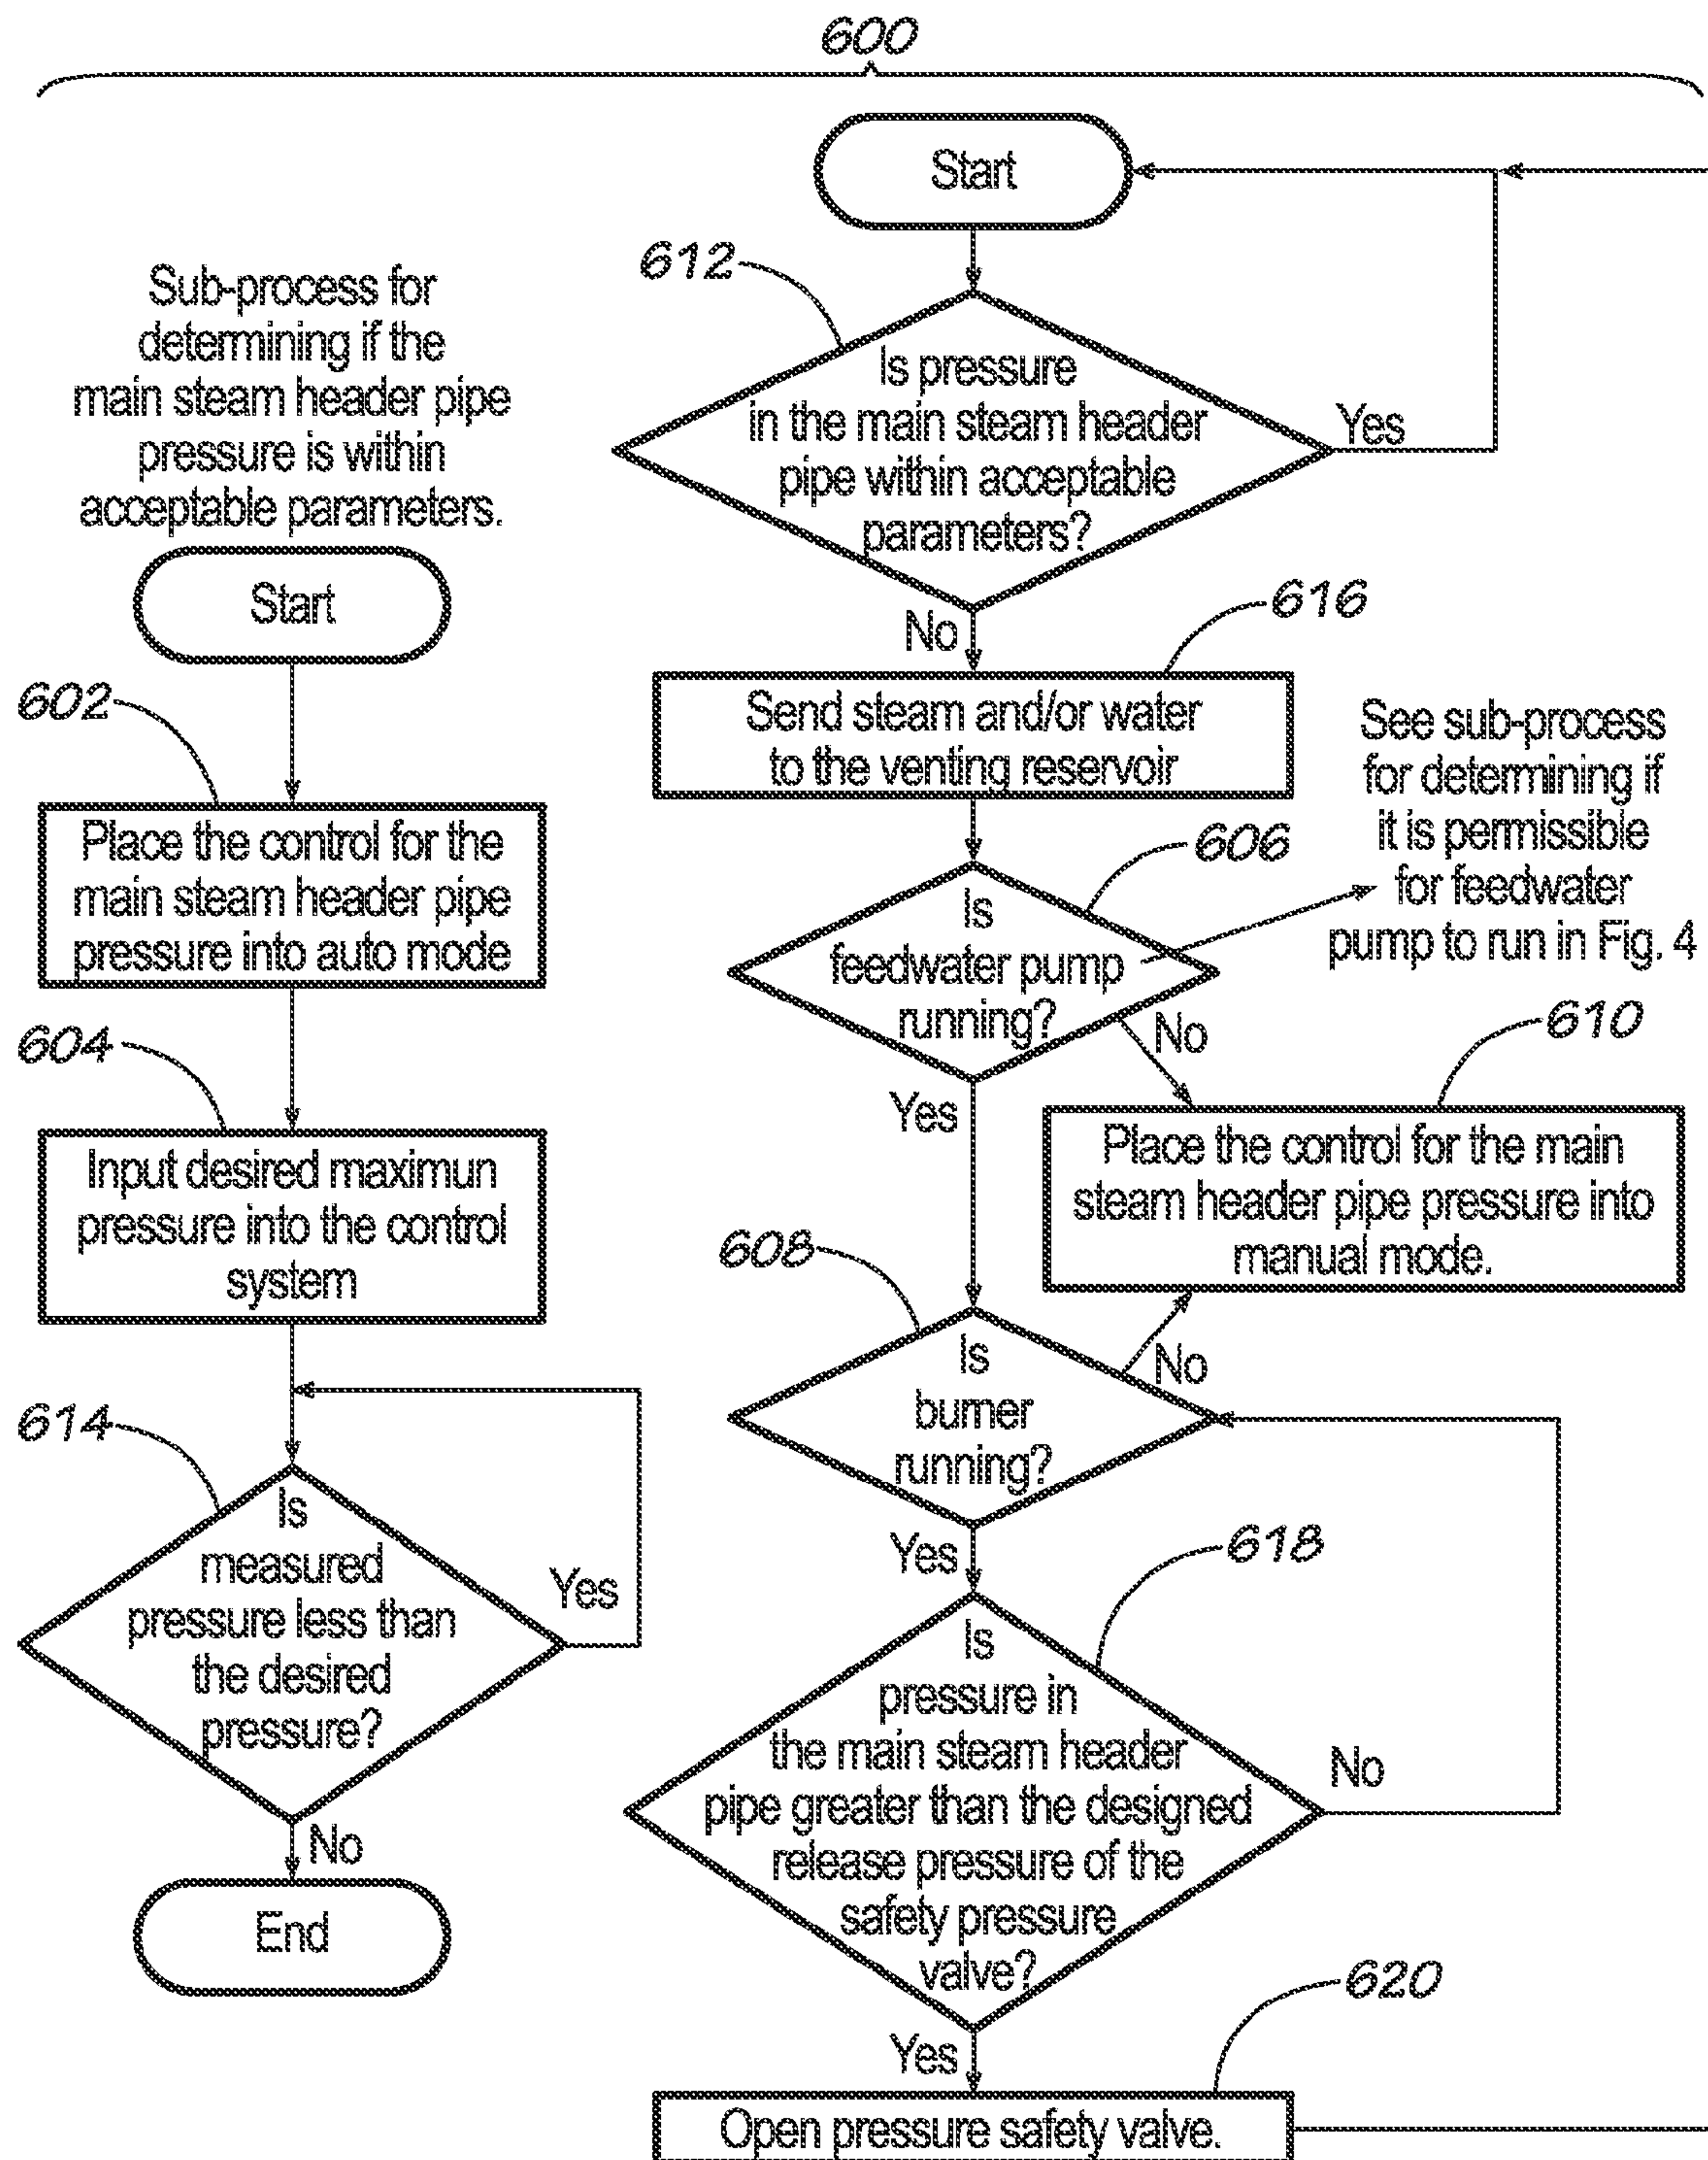 600
Sub-process for
determining if the
main steam header pipe
pressure is within
acceptable parameters.
Start
602
Place the control for the
main steam header pipe
pressure into auto mode
604
Input desired maximun
pressure into the control
system
614
Is
measured
pressure less than
the desired
pressure?
Yes
No
End
Start
612
Is pressure
in the main steam header
pipe within acceptable
parameters?
Yes
No
616
Send steam and/or water
to the venting reservoir
606
Is
feedwater pump
running?
See sub-process
for determining if
it is permissible
for feedwater
pump to run in Fig. 4
No
Yes
610
Place the control for the main
steam header pipe pressure into
manual mode.
608
Is
burner
running?
No
Yes
618
Is
pressure in
the main steam header
pipe greater than the designed
release pressure of the
safety pressure
valve?
No
Yes
620
Open pressure safety valve.